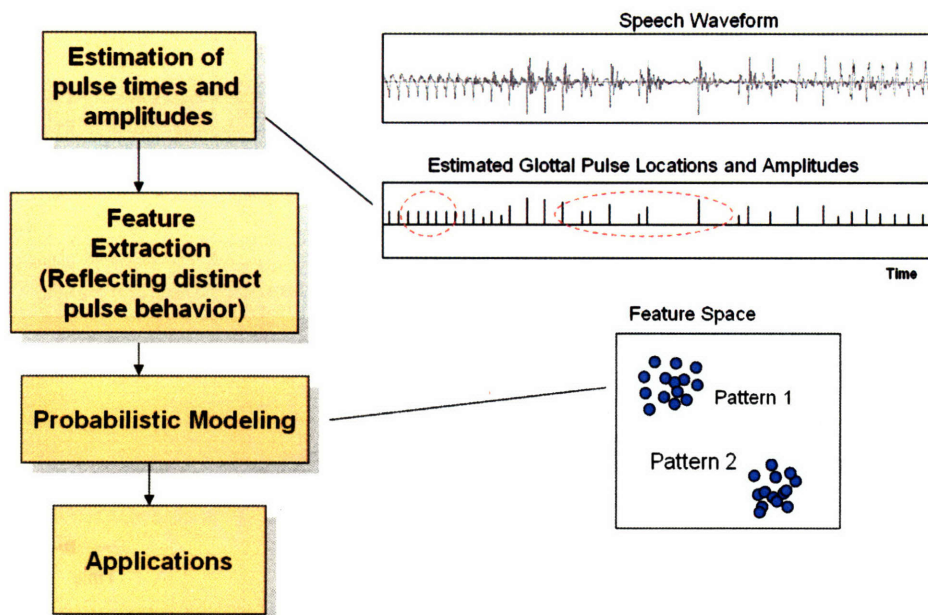 Estimation of
pulse times and
amplitudes
Feature
Extraction
(Reflecting distinct
pulse behavior)
Probabilistic Modeling
Applications
Speech Waveform
Estimated Glottal Pulse Locations and Amplitudes
Time
Feature Space
Pattern 1
Pattern 2